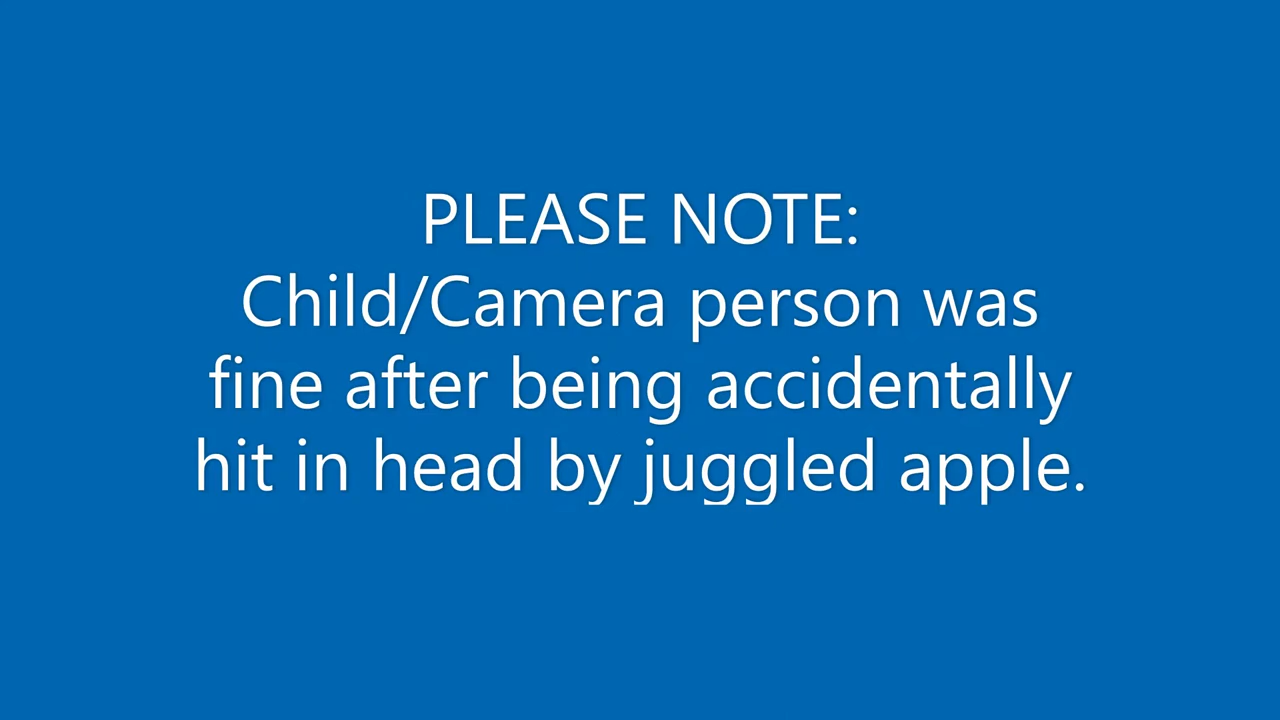 PLEASE NOTE:
Child/Camera person was
fine after being accidentally
hit in head by juggled apple.